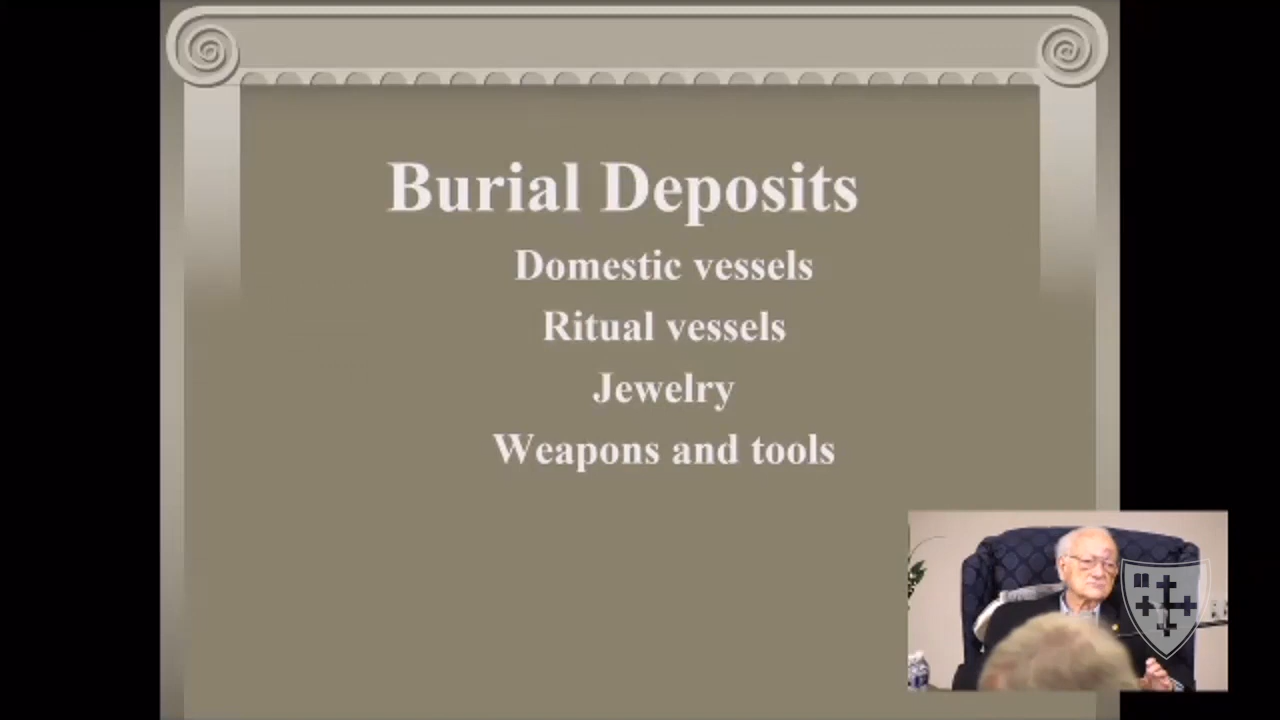 Burial Deposits
Domestic vessels
Ritual vessels
Jewelry
Weapons and tools